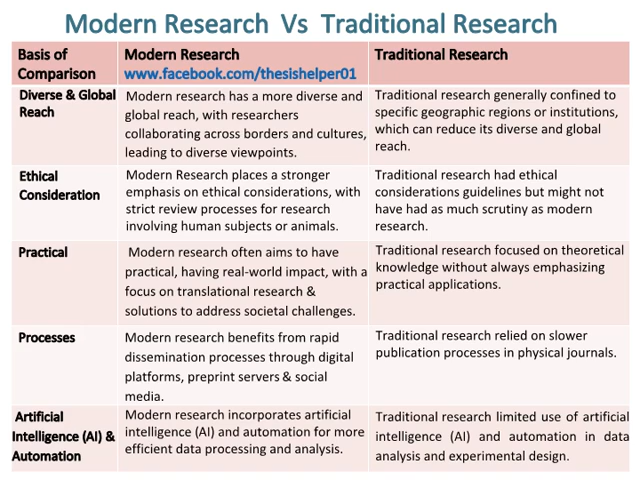 Modern Research Vs Traditional Research
Basis of
Comparison
Modern Research
www.facebook.com/thesishelper01
Traditional Research
Diverse & Global
Reach
Modern research has a more diverse and
global reach, with researchers
collaborating across borders and cultures,
leading to diverse viewpoints.
Traditional research generally confined to
specific geographic regions or institutions,
which can reduce its diverse and global
reach.
Ethical
Consideration
Modern Research places a stronger
emphasis on ethical considerations, with
strict review processes for research
involving human subjects or animals.
Traditional research had ethical
considerations guidelines but might not
have had as much scrutiny as modern
research.
Practical
Modern research often aims to have
practical, having real-world impact, with a
focus on translational research &
solutions to address societal challenges.
Traditional research focused on theoretical
knowledge without always emphasizing
practical applications.
Processes
Modern research benefits from rapid
dissemination processes through digital
platforms, preprint servers & social
media.
Traditional research relied on slower
publication processes in physical journals.
Artificial
Intelligence (AI) &
Automation
Modern research incorporates artificial
intelligence (AI) and automation for more
efficient data processing and analysis.
Traditional research limited use of artificial
intelligence (AI) and automation in data
analysis and experimental design.